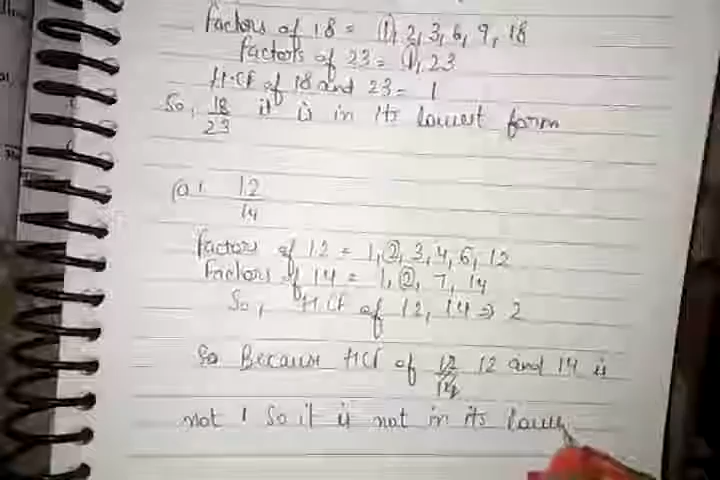 Factors of 18 = 1, 2, 3, 6, 9, 18
Factors of 23 = 1, 23
H.CF of 18 and 23 = 1
So, 18/23 it is in its lowest form
Q. 12/14
Factors of 12 = 1, 2, 3, 4, 6, 12
Factors of 14 = 1, 2, 7, 14
So, H.CF of 12, 14 => 2
So Because HCF of 12 and 14 is
not 1 So it is not in its